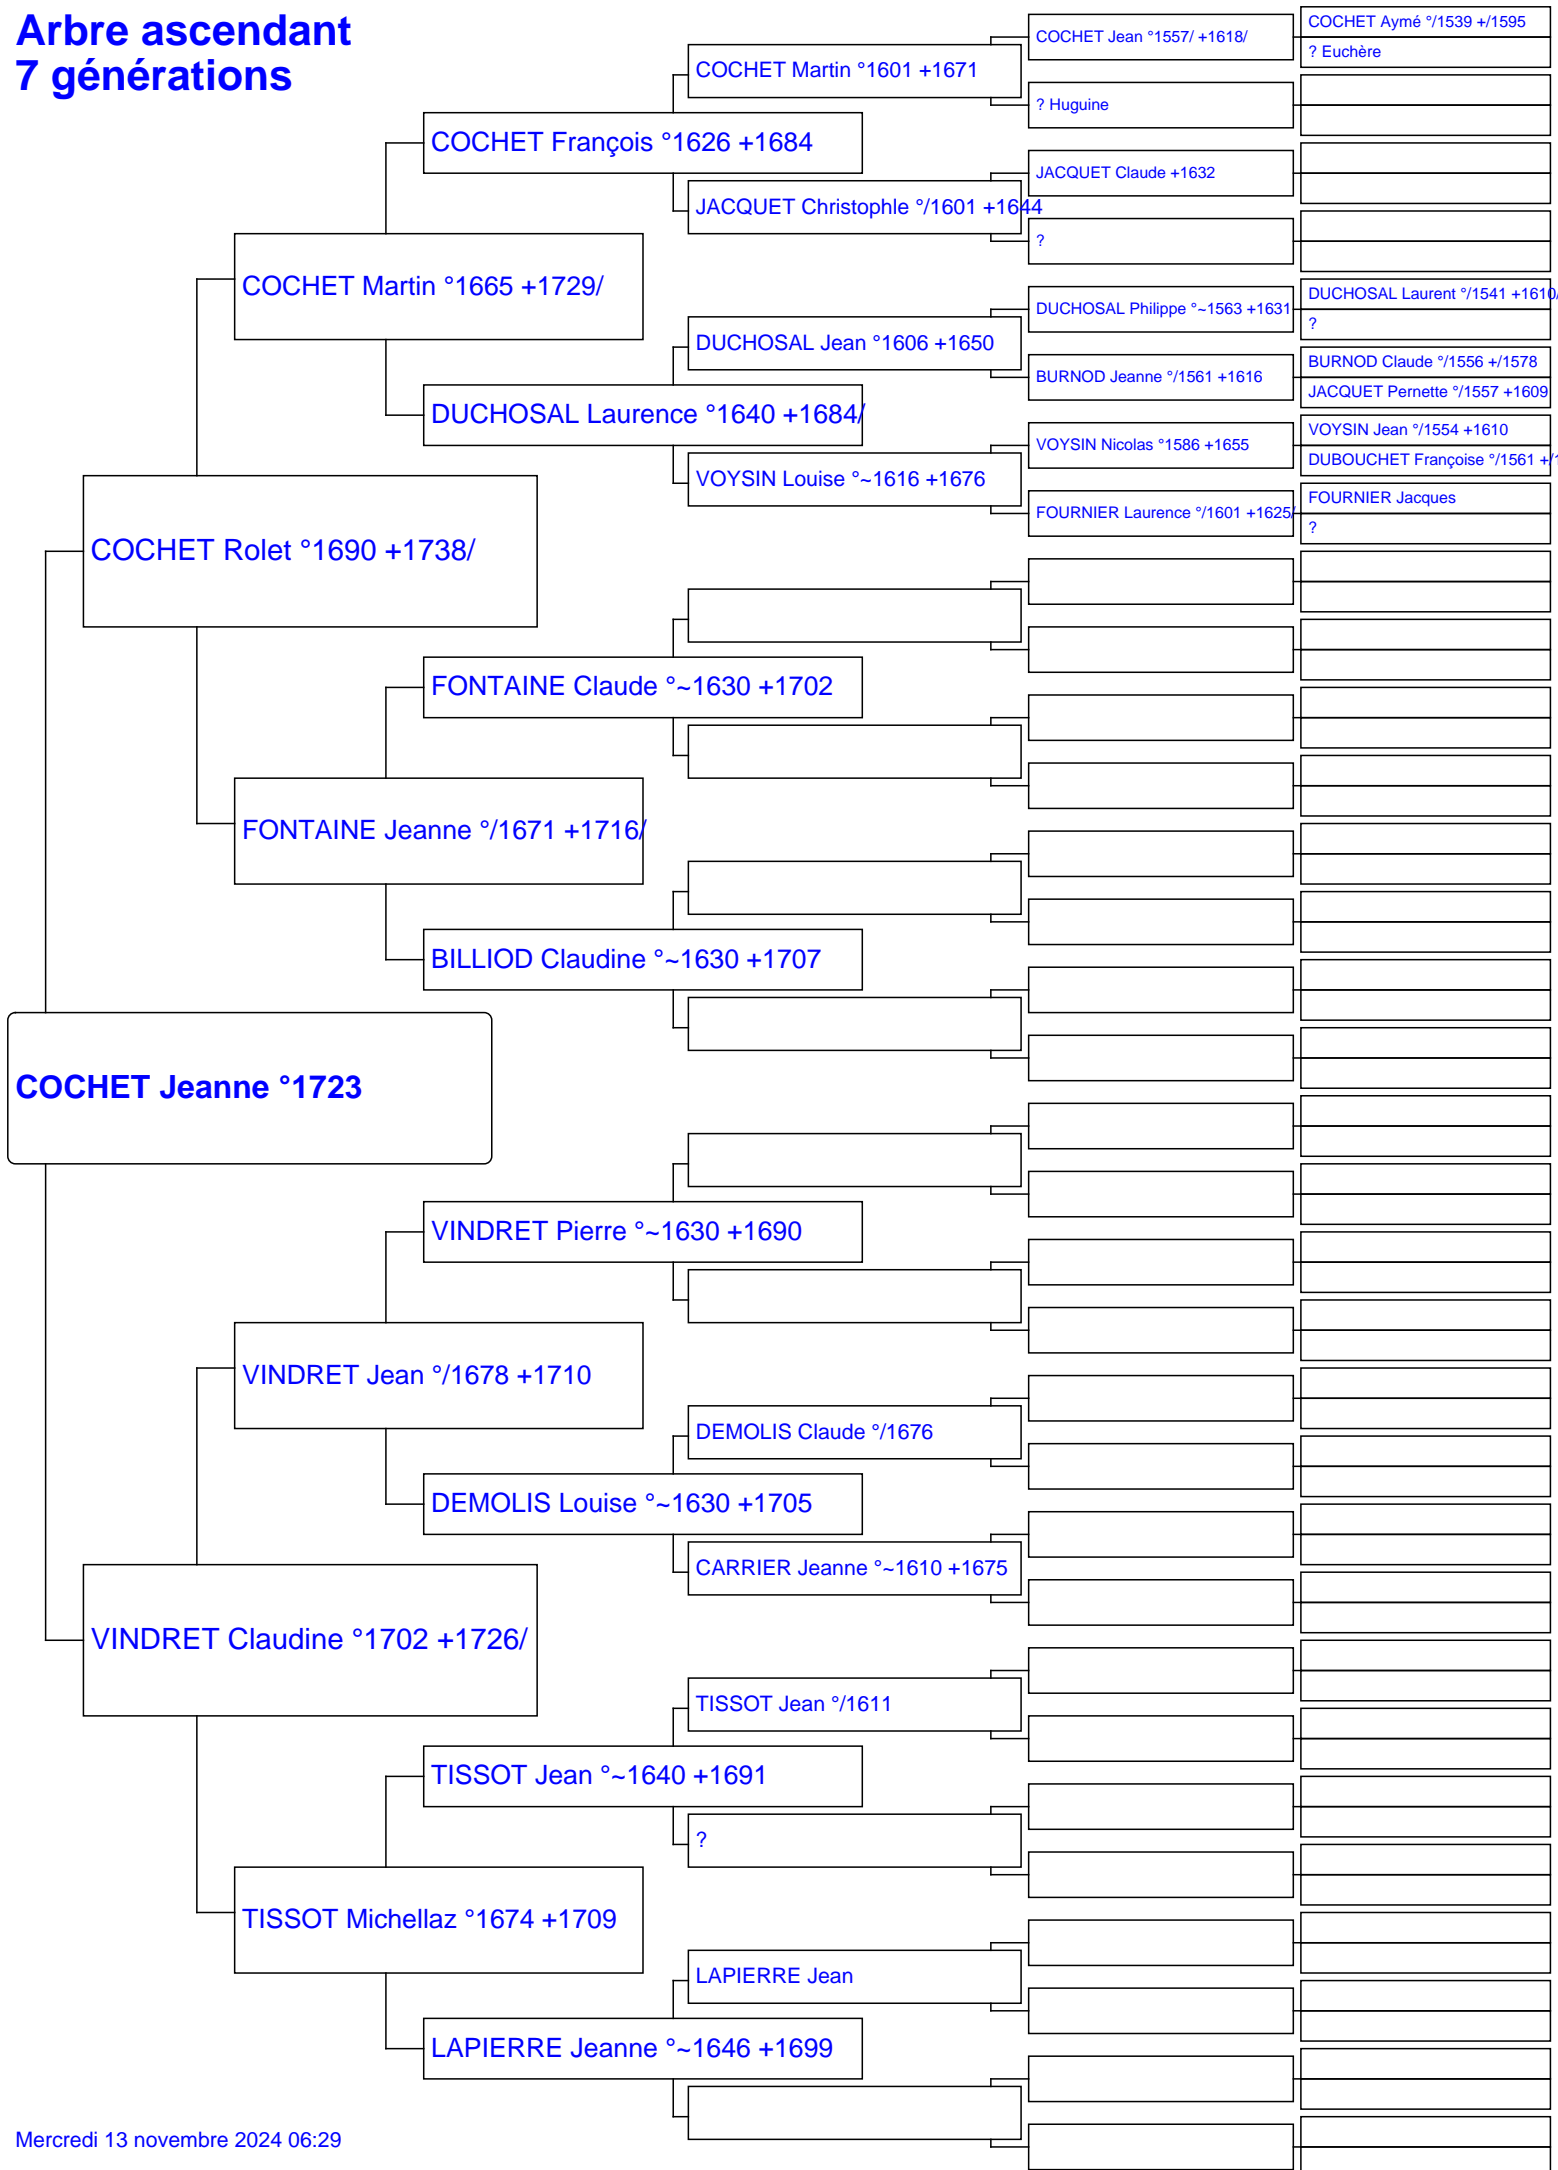 Arbre ascendant
7 générations
COCHET Aymé °/1539 +/1595
COCHET Jean °1557/ +1618/
? Euchère
COCHET Martin °1601 +1671
? Huguine
COCHET François °1626 +1684
JACQUET Claude +1632
JACQUET Christophle °/1601 +1644
?
COCHET Martin °1665 +1729/
DUCHOSAL Laurent °/1541 +1610/
DUCHOSAL Philippe °~1563 +1631
?
DUCHOSAL Jean °1606 +1650
BURNOD Claude °/1556 +/1578
BURNOD Jeanne °/1561 +1616
JACQUET Pernette °/1557 +1609
DUCHOSAL Laurence °1640 +1684/
VOYSIN Jean °/1554 +1610
VOYSIN Nicolas °1586 +1655
DUBOUCHET Françoise °/1561 +/1
VOYSIN Louise °~1616 +1676
FOURNIER Jacques
FOURNIER Laurence °/1601 +1625/
?
COCHET Rolet °1690 +1738/
FONTAINE Claude °~1630 +1702
FONTAINE Jeanne °/1671 +1716/
BILLIOD Claudine °~1630 +1707
COCHET Jeanne °1723
VINDRET Pierre °~1630 +1690
VINDRET Jean °/1678 +1710
DEMOLIS Claude °/1676
DEMOLIS Louise °~1630 +1705
CARRIER Jeanne °~1610 +1675
VINDRET Claudine °1702 +1726/
TISSOT Jean °/1611
TISSOT Jean °~1640 +1691
?
TISSOT Michellaz °1674 +1709
LAPIERRE Jean
LAPIERRE Jeanne °~1646 +1699
Mercredi 13 novembre 2024 06:29